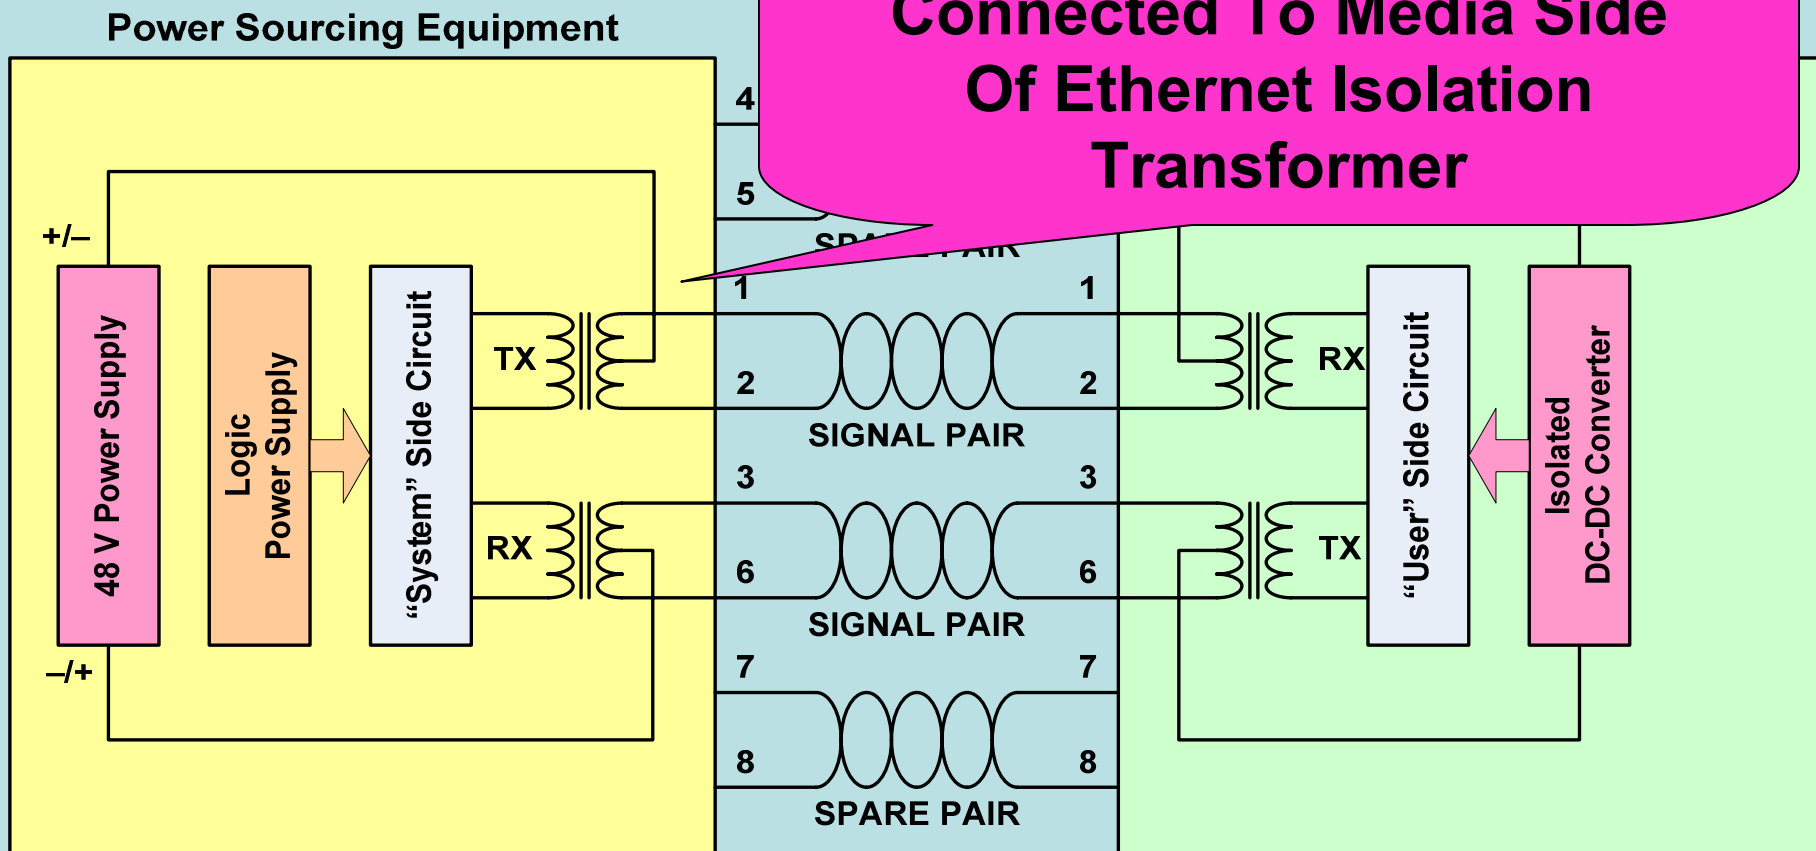 Power Sourcing Equipment
Connected To Media Side
Of Ethernet Isolation
Transformer
4
5
SPARE PAIR
+/–
–/+
48 V Power Supply
Logic
Power Supply
“System” Side Circuit
TX
RX
1
2
1
2
SIGNAL PAIR
3
6
3
6
SIGNAL PAIR
7
8
7
8
SPARE PAIR
RX
TX
“User” Side Circuit
Isolated
DC-DC Converter